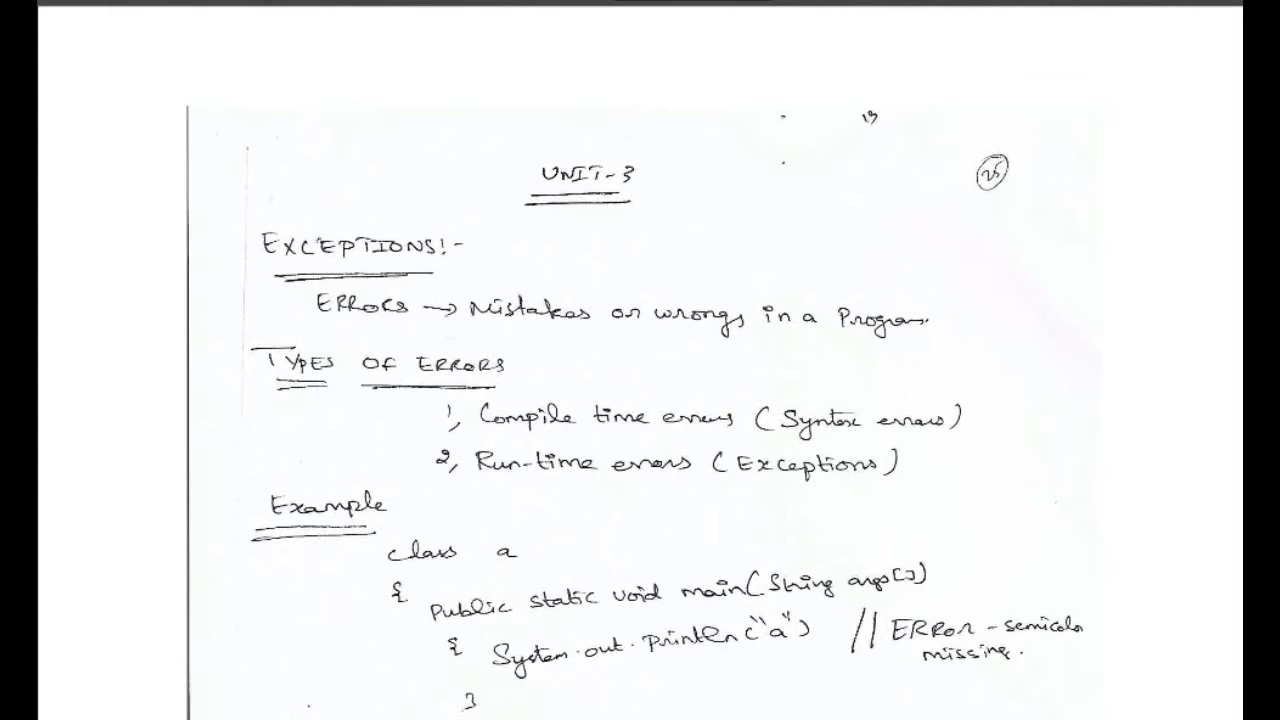 13
UNIT-3
25
EXCEPTIONS:-
ERRORS → Mistakes or wrongs in a Program.
TYPES OF ERRORS
1, Compile time errors (Syntax errors)
2, Run-time errors (Exceptions)
Example
class a
{
Public static void main(String args[])
{ System.out.println("a") // ERROR - semicolon
missing.
}